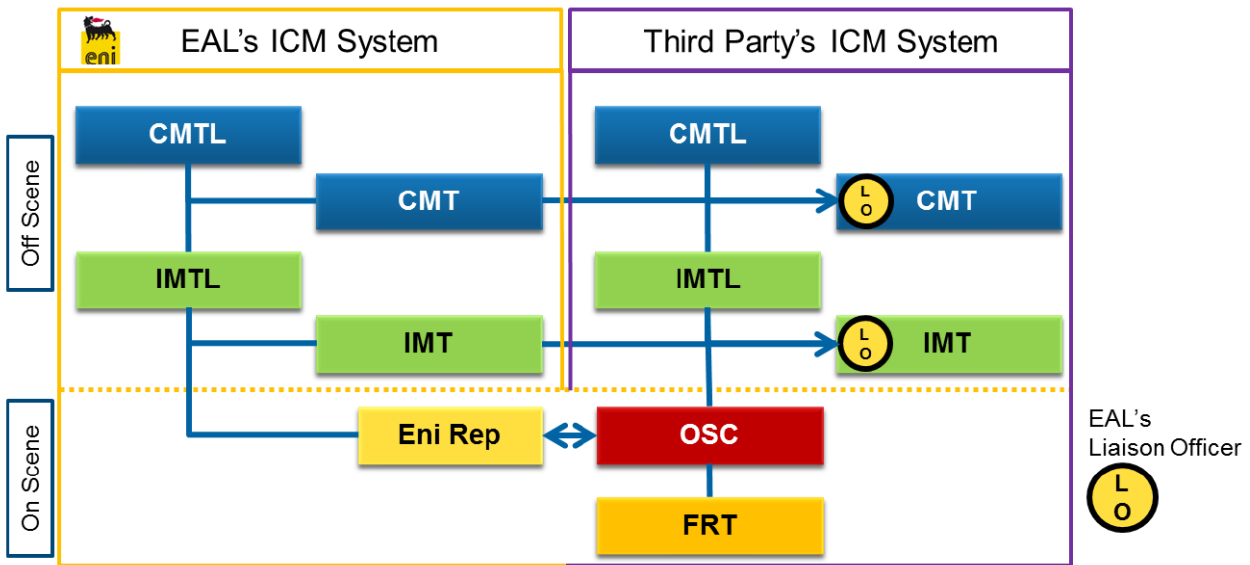 eni
EAL's ICM System
Third Party's ICM System
Off Scene
CMTL
CMTL
CMT
L
O
CMT
IMTL
IMTL
IMT
L
O
IMT
On Scene
Eni Rep
OSC
FRT
EAL's
Liaison Officer
L
O